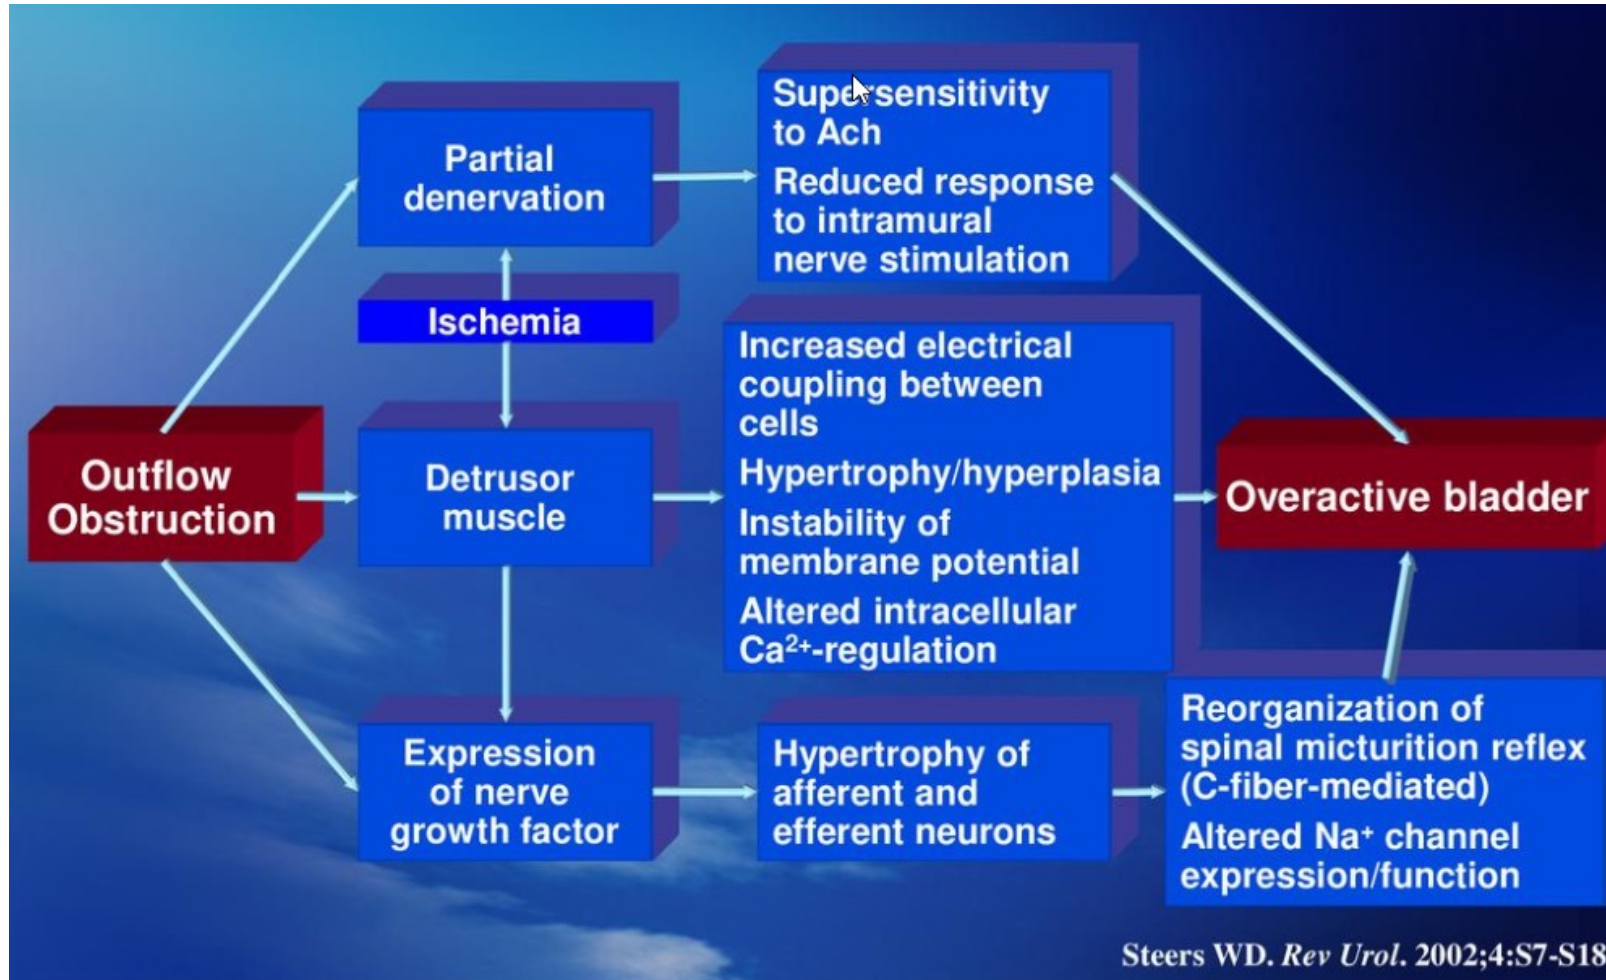 Partial
denervation
Supersensitivity
to Ach
Reduced response
to intramural
nerve stimulation
Ischemia
Outflow
Obstruction
Detrusor
muscle
Increased electrical
coupling between
cells
Hypertrophy/hyperplasia
Instability of
membrane potential
Altered intracellular
Ca²⁺-regulation
Overactive bladder
Expression
of nerve
growth factor
Hypertrophy of
afferent and
efferent neurons
Reorganization of
spinal micturition reflex
(C-fiber-mediated)
Altered Na⁺ channel
expression/function
Steers WD. Rev Urol. 2002;4:S7-S18